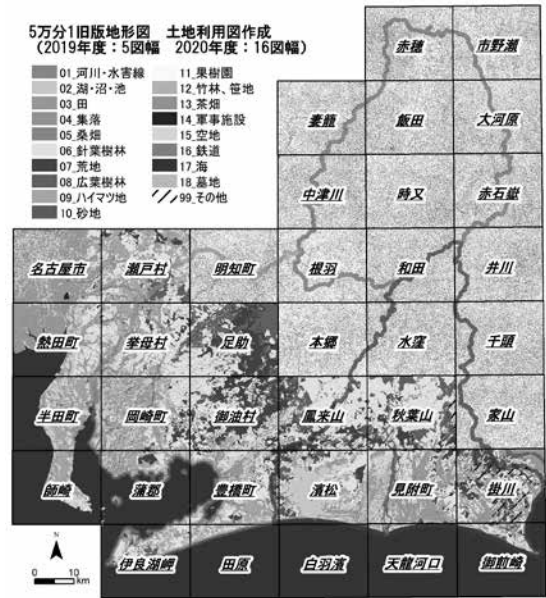 5万分1旧版地形図　土地利用図作成
（2019年度：5図幅　2020年度：16図幅）
01_河川・水害線
02_湖・沼・池
03_田
04_集落
05_桑畑
06_針葉樹林
07_荒地
08_広葉樹林
09_ハイマツ地
10_砂地
11_果樹園
12_竹林、笹地
13_茶畑
14_軍事施設
15_空地
16_鉄道
17_海
18_墓地
99_その他
赤穂 市野瀬
妻籠 飯田 大河原
中津川 時又 赤石嶽
名古屋市 瀬戸村 明知町 根羽 和田 井川
熱田町 挙母村 足助 本郷 水窪 千頭
半田町 岡崎町 御油村 鳳来山 秋葉山 家山
師崎 蒲郡 豊橋町 濱松 見附町 掛川
伊良湖岬 田原 白羽濱 天龍河口 御前崎
N
0 10
km